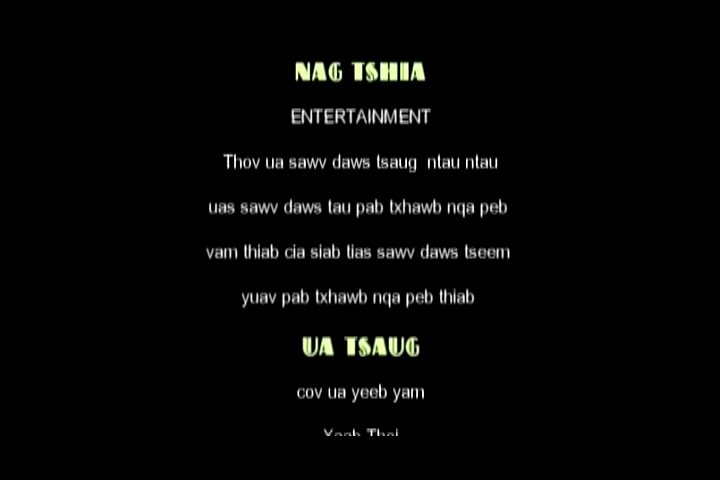 NAG TSHIA
ENTERTAINMENT
Thov ua sawv daws tsaug ntau ntau
uas sawv daws tau pab txhawb nqa peb
vam thiab cia siab tias sawv daws tseem
yuav pab txhawb nqa peb thiab
UA TSAUG
cov ua yeeb yam